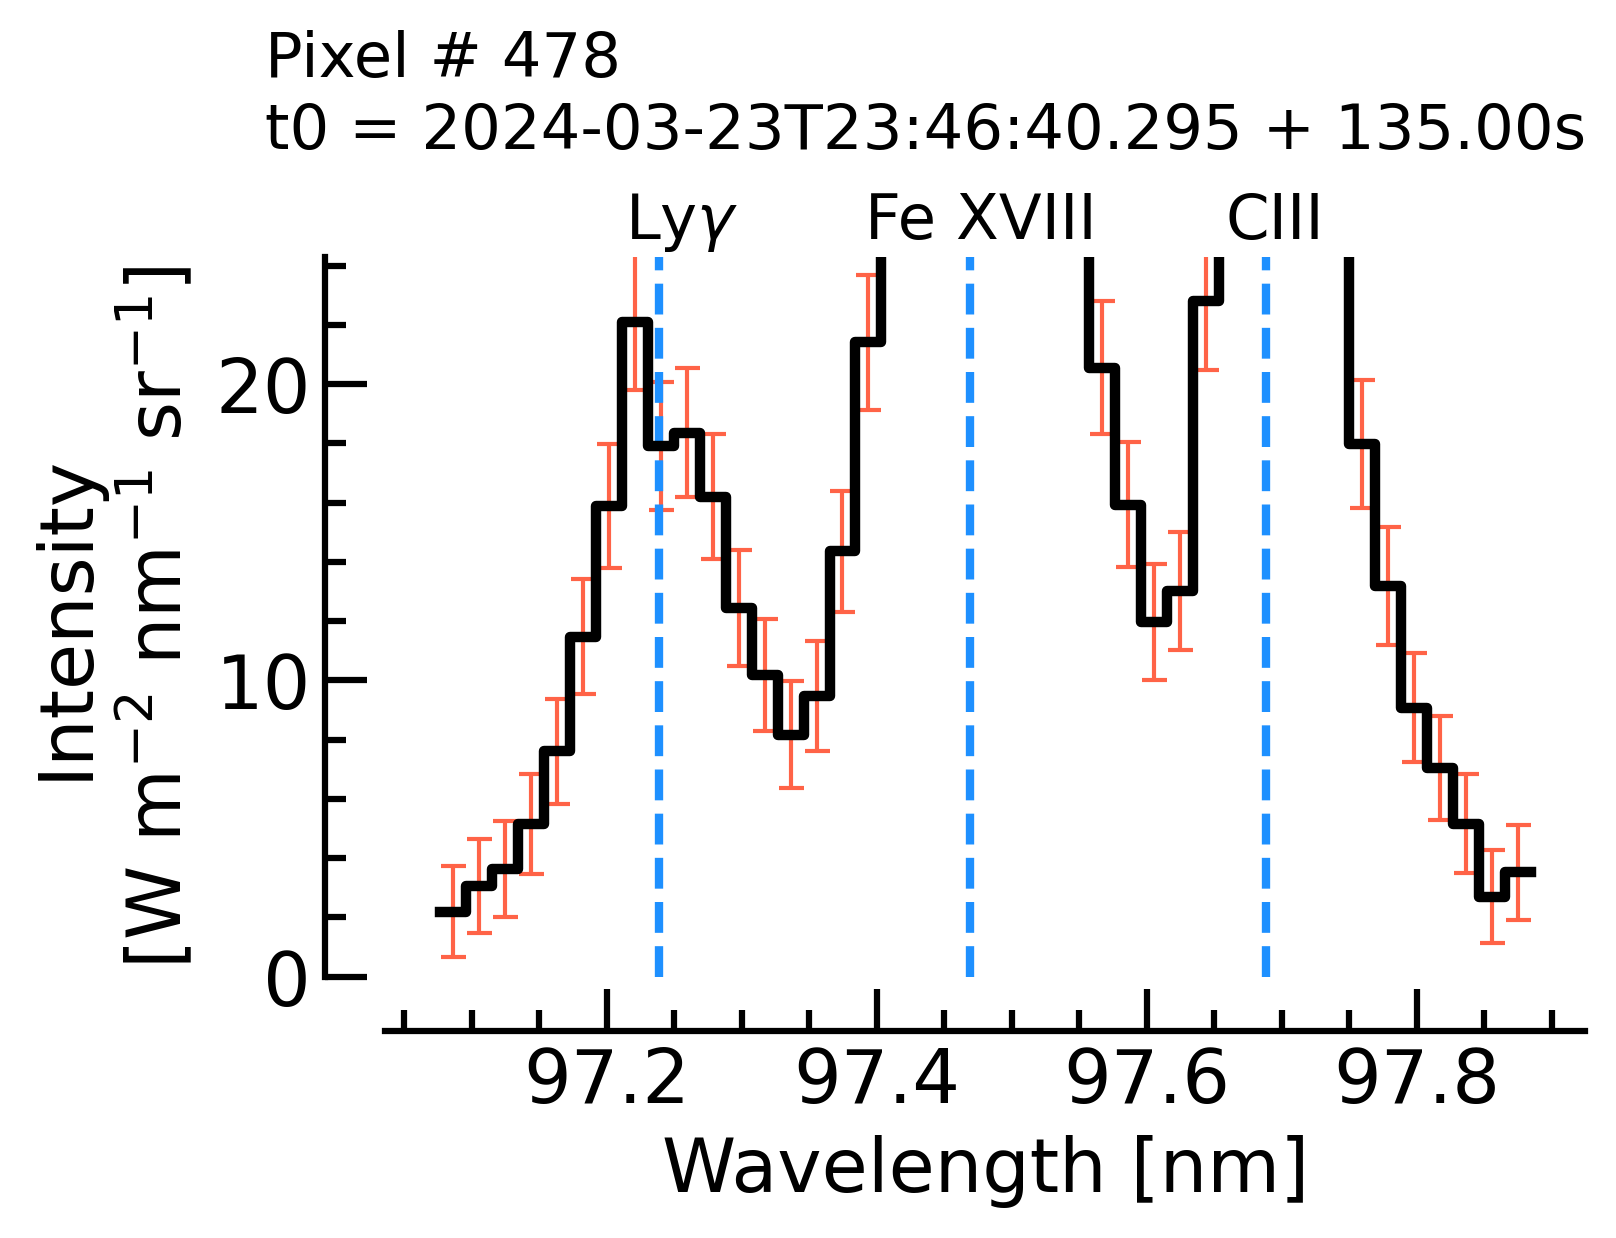 Pixel # 478
t0 = 2024-03-23T23:46:40.295 + 135.00s
Lyγ Fe XVIII CIII
Intensity
[W m⁻² nm⁻¹ sr⁻¹]
20
10
0
97.2 97.4 97.6 97.8
Wavelength [nm]